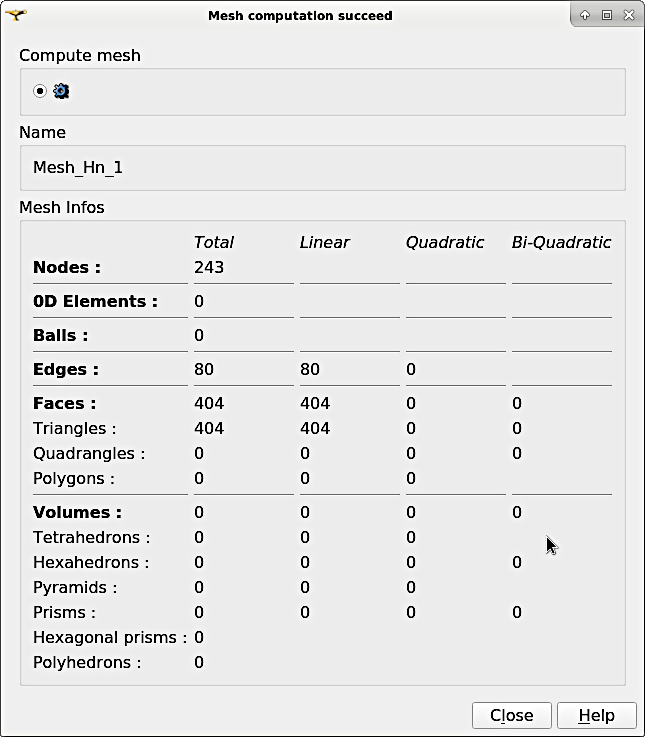 Mesh computation succeed
Compute mesh
Name
Mesh_Hn_1
Mesh Infos
Total Linear Quadratic Bi-Quadratic
Nodes : 243
0D Elements : 0
Balls : 0
Edges : 80 80 0
Faces : 404 404 0 0
Triangles : 404 404 0 0
Quadrangles : 0 0 0 0
Polygons : 0 0 0
Volumes : 0 0 0 0
Tetrahedrons : 0 0 0
Hexahedrons : 0 0 0 0
Pyramids : 0 0 0
Prisms : 0 0 0 0
Hexagonal prisms : 0
Polyhedrons : 0
Close Help